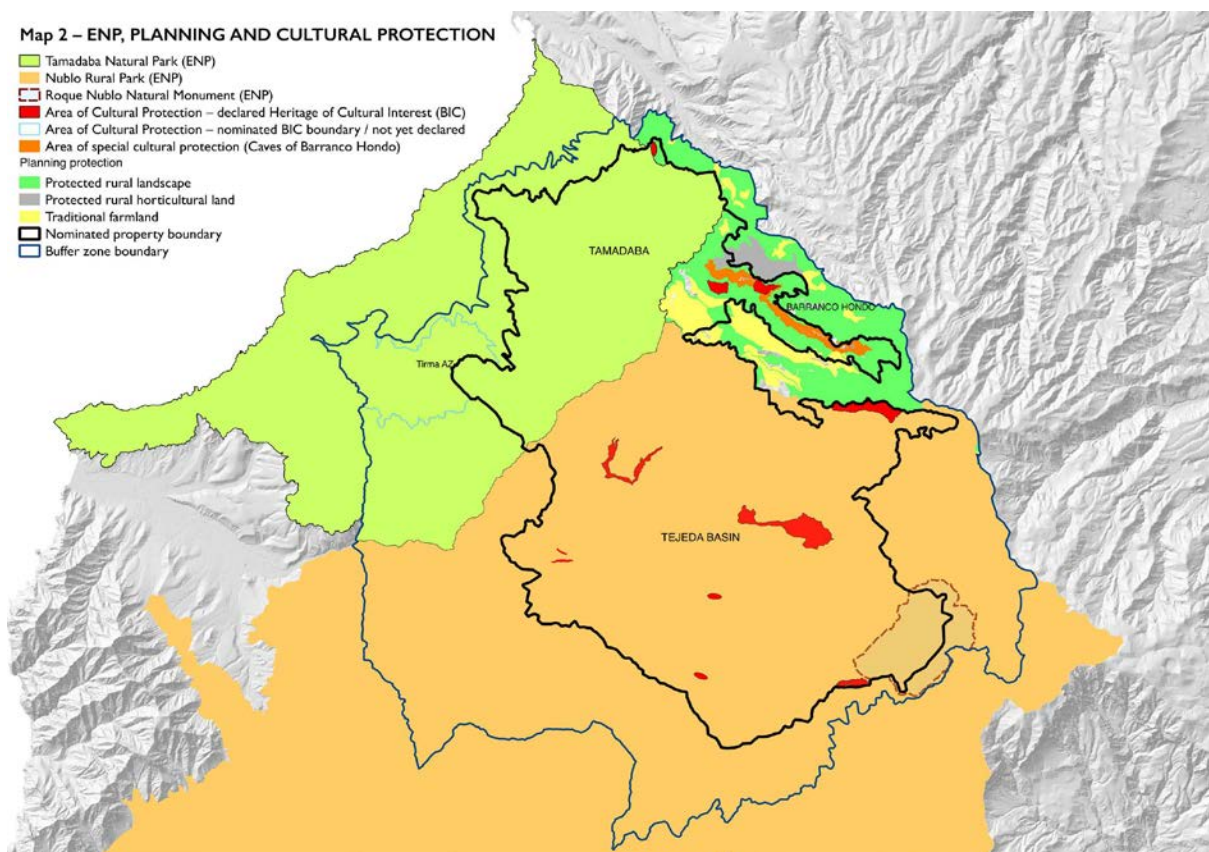 Map 2 – ENP, PLANNING AND CULTURAL PROTECTION
Tamadaba Natural Park (ENP)
Nublo Rural Park (ENP)
Roque Nublo Natural Monument (ENP)
Area of Cultural Protection – declared Heritage of Cultural Interest (BIC)
Area of Cultural Protection – nominated BIC boundary / not yet declared
Area of special cultural protection (Caves of Barranco Hondo)
Planning protection
Protected rural landscape
Protected rural horticultural land
Traditional farmland
Nominated property boundary
Buffer zone boundary
TAMADABA
BARRANCO HONDO
Tirma AZ
TEJEDA BASIN